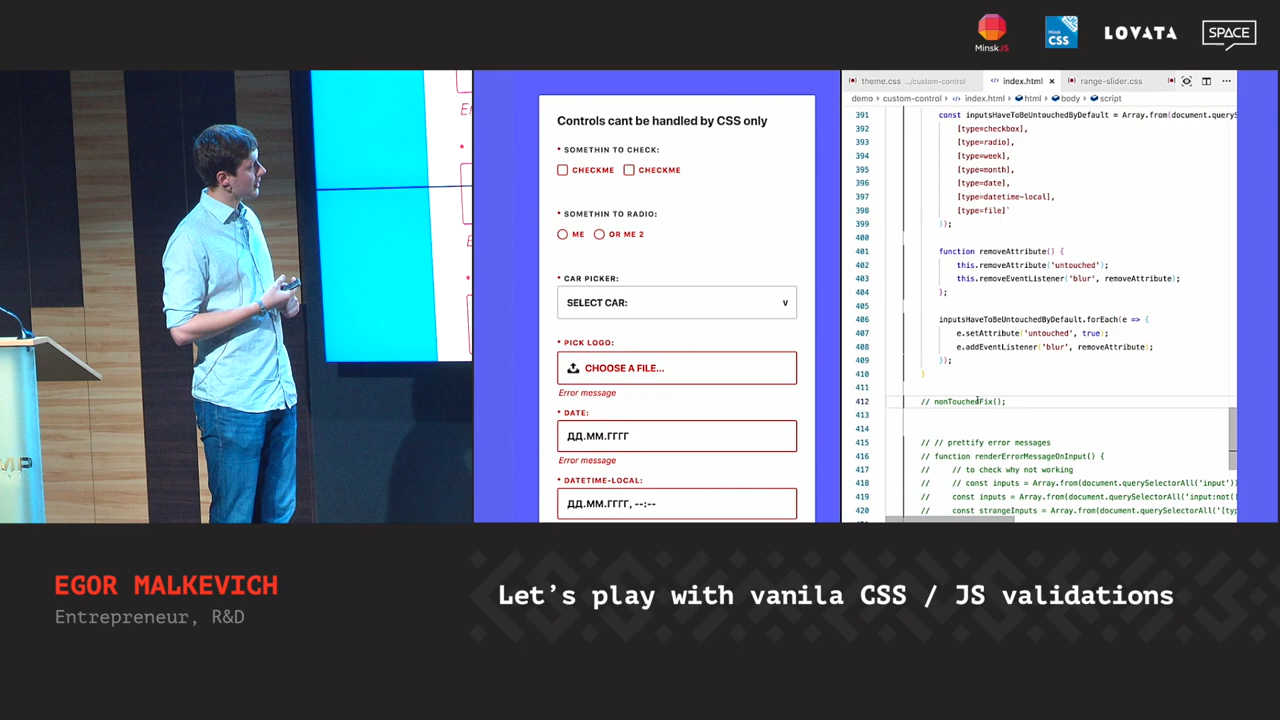 MinskJS
Minsk
CSS
LOVATA
SPACE
MP
Controls cant be handled by CSS only
* SOMETHIN TO CHECK:
CHECKME CHECKME
* SOMETHIN TO RADIO:
ME OR ME 2
* CAR PICKER:
SELECT CAR: v
* PICK LOGO:
CHOOSE A FILE...
Error message
* DATE:
ДД.ММ.ГГГГ
Error message
* DATETIME-LOCAL:
ДД.ММ.ГГГГ, --:--
theme.css .../custom-control index.html × range-slider.css
demo > custom-control > index.html > html > body > script
391 const inputsHaveToBeUntouchedByDefault = Array.from(document.queryS
392 [type=checkbox],
393 [type=radio],
394 [type=week],
395 [type=month],
396 [type=date],
397 [type=datetime-local],
398 [type=file]`
399 ));
400
401 function removeAttribute() {
402 this.removeAttribute('untouched');
403 this.removeEventListener('blur', removeAttribute);
404 };
405
406 inputsHaveToBeUntouchedByDefault.forEach(e => {
407 e.setAttribute('untouched', true);
408 e.addEventListener('blur', removeAttribute);
409 });
410 }
411
412 // nonTouchedFix();
413
414
415 // // prettify error messages
416 // function renderErrorMessageOnInput() {
417 // // to check why not working
418 // // const inputs = Array.from(document.querySelectorAll('input')
419 // const inputs = Array.from(document.querySelectorAll('input:not([
420 // const strangeInputs = Array.from(document.querySelectorAll('[typ
EGOR MALKEVICH
Entrepreneur, R&D
Let's play with vanila CSS / JS validations